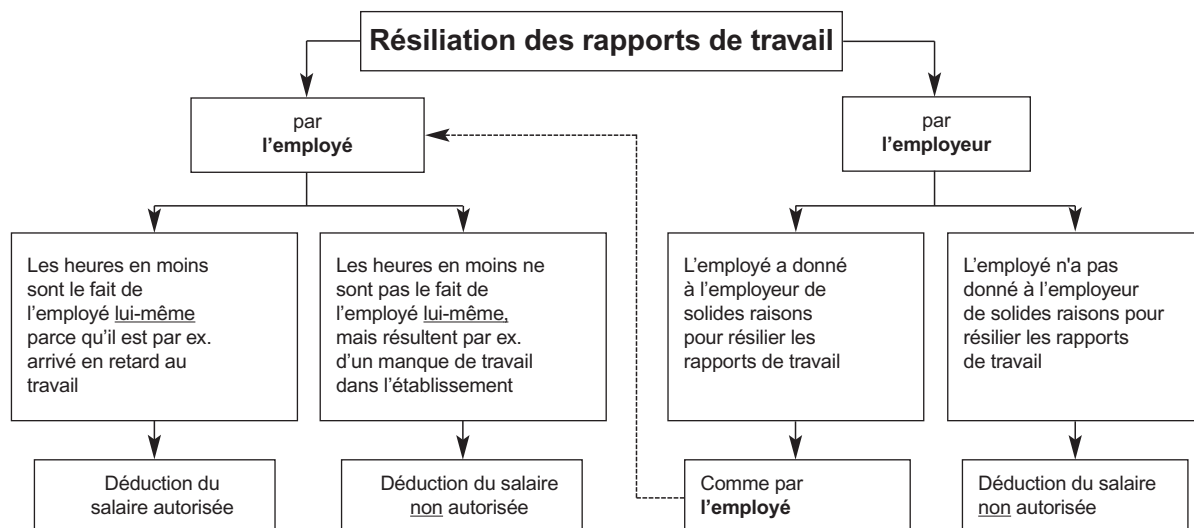 Résiliation des rapports de travail
par
l’employé
par
l’employeur
Les heures en moins
sont le fait de
l’employé lui-même
parce qu’il est par ex.
arrivé en retard au
travail
Les heures en moins ne
sont pas le fait de
l’employé lui-même,
mais résultent par ex.
d’un manque de travail
dans l’établissement
L’employé a donné
à l’employeur de
solides raisons
pour résilier les
rapports de travail
L’employé n'a pas
donné à l’employeur
de solides raisons pour
résilier les rapports
de travail
Déduction du
salaire autorisée
Déduction du salaire
non autorisée
Comme par
l’employé
Déduction du salaire
non autorisée